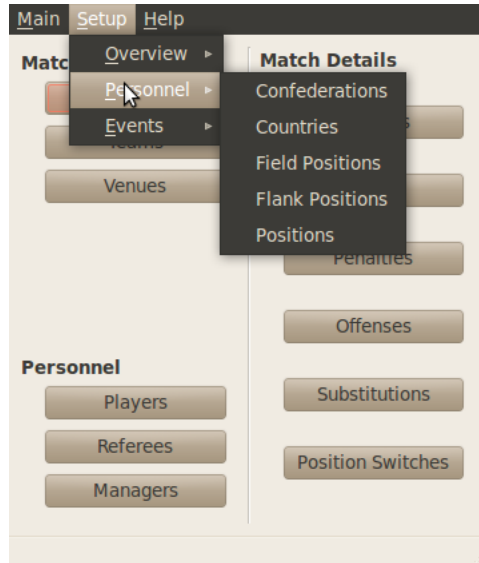 Main Setup Help
Matc
Match Details
Overview
Personnel
Events
Confederations
Countries
Field Positions
Flank Positions
Positions
Teams
Venues
s
Penalties
Offenses
Personnel
Substitutions
Players
Referees
Position Switches
Managers